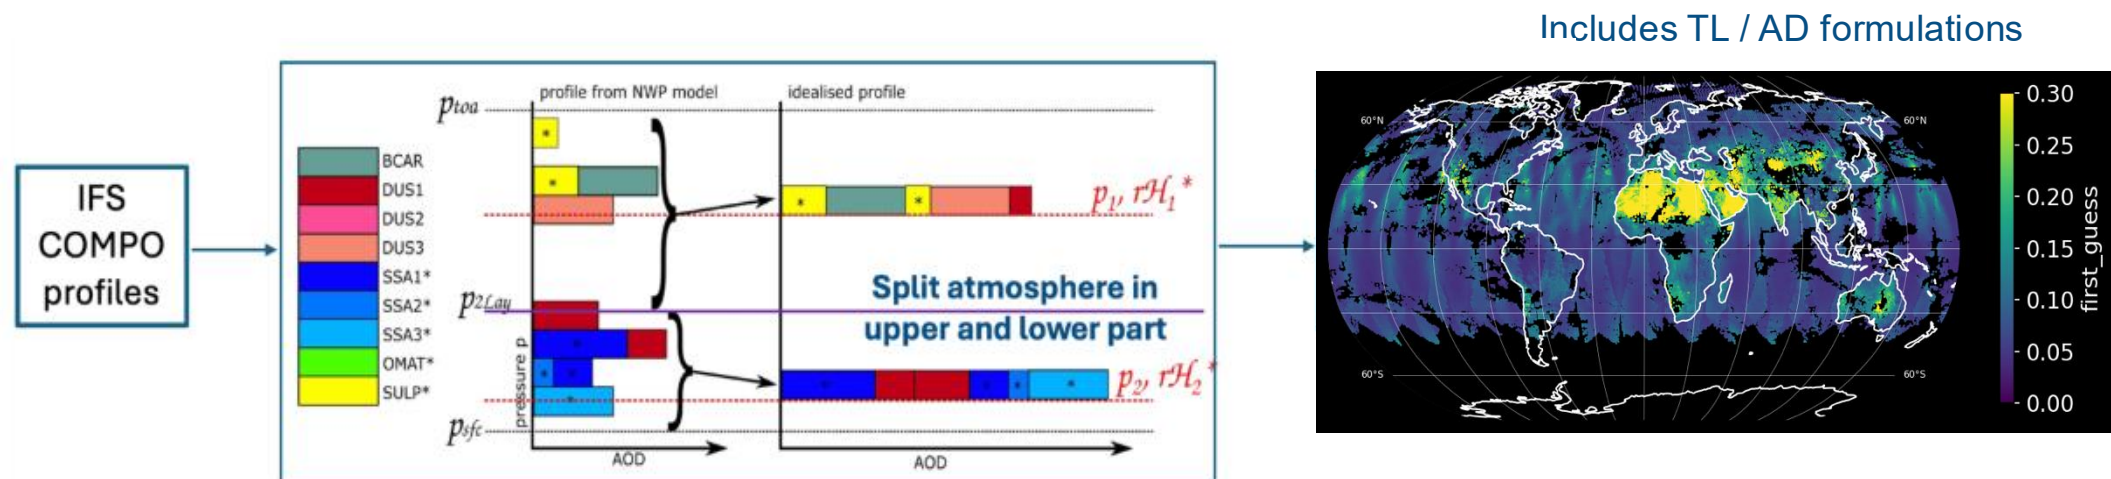 Includes TL / AD formulations
IFS
COMPO
profiles
BCAR
DUS1
DUS2
DUS3
SSA1*
SSA2*
SSA3*
OMAT*
SULP*
profile from NWP model
idealised profile
ptoa
p2Lay
psfc
pressure p
AOD
AOD
p1, rH1*
Split atmosphere in
upper and lower part
p2, rH2*
60°N
60°N
60°S
60°S
0.30
0.25
0.20
0.15
0.10
0.05
0.00
first_guess